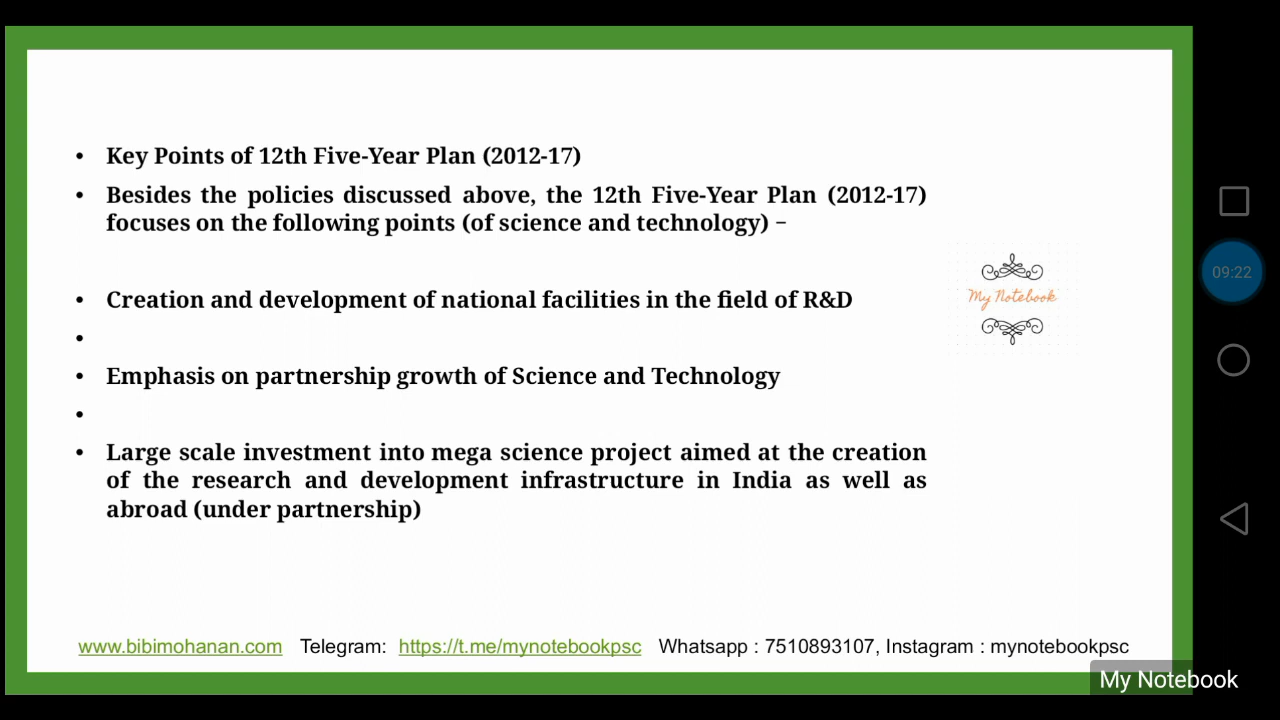 • Key Points of 12th Five-Year Plan (2012-17)
• Besides the policies discussed above, the 12th Five-Year Plan (2012-17)
focuses on the following points (of science and technology) −
• Creation and development of national facilities in the field of R&D
•
• Emphasis on partnership growth of Science and Technology
•
• Large scale investment into mega science project aimed at the creation
of the research and development infrastructure in India as well as
abroad (under partnership)
My Notebook
09:22
www.bibimohanan.com Telegram: https://t.me/mynotebookpsc Whatsapp : 7510893107, Instagram : mynotebookpsc
My Notebook